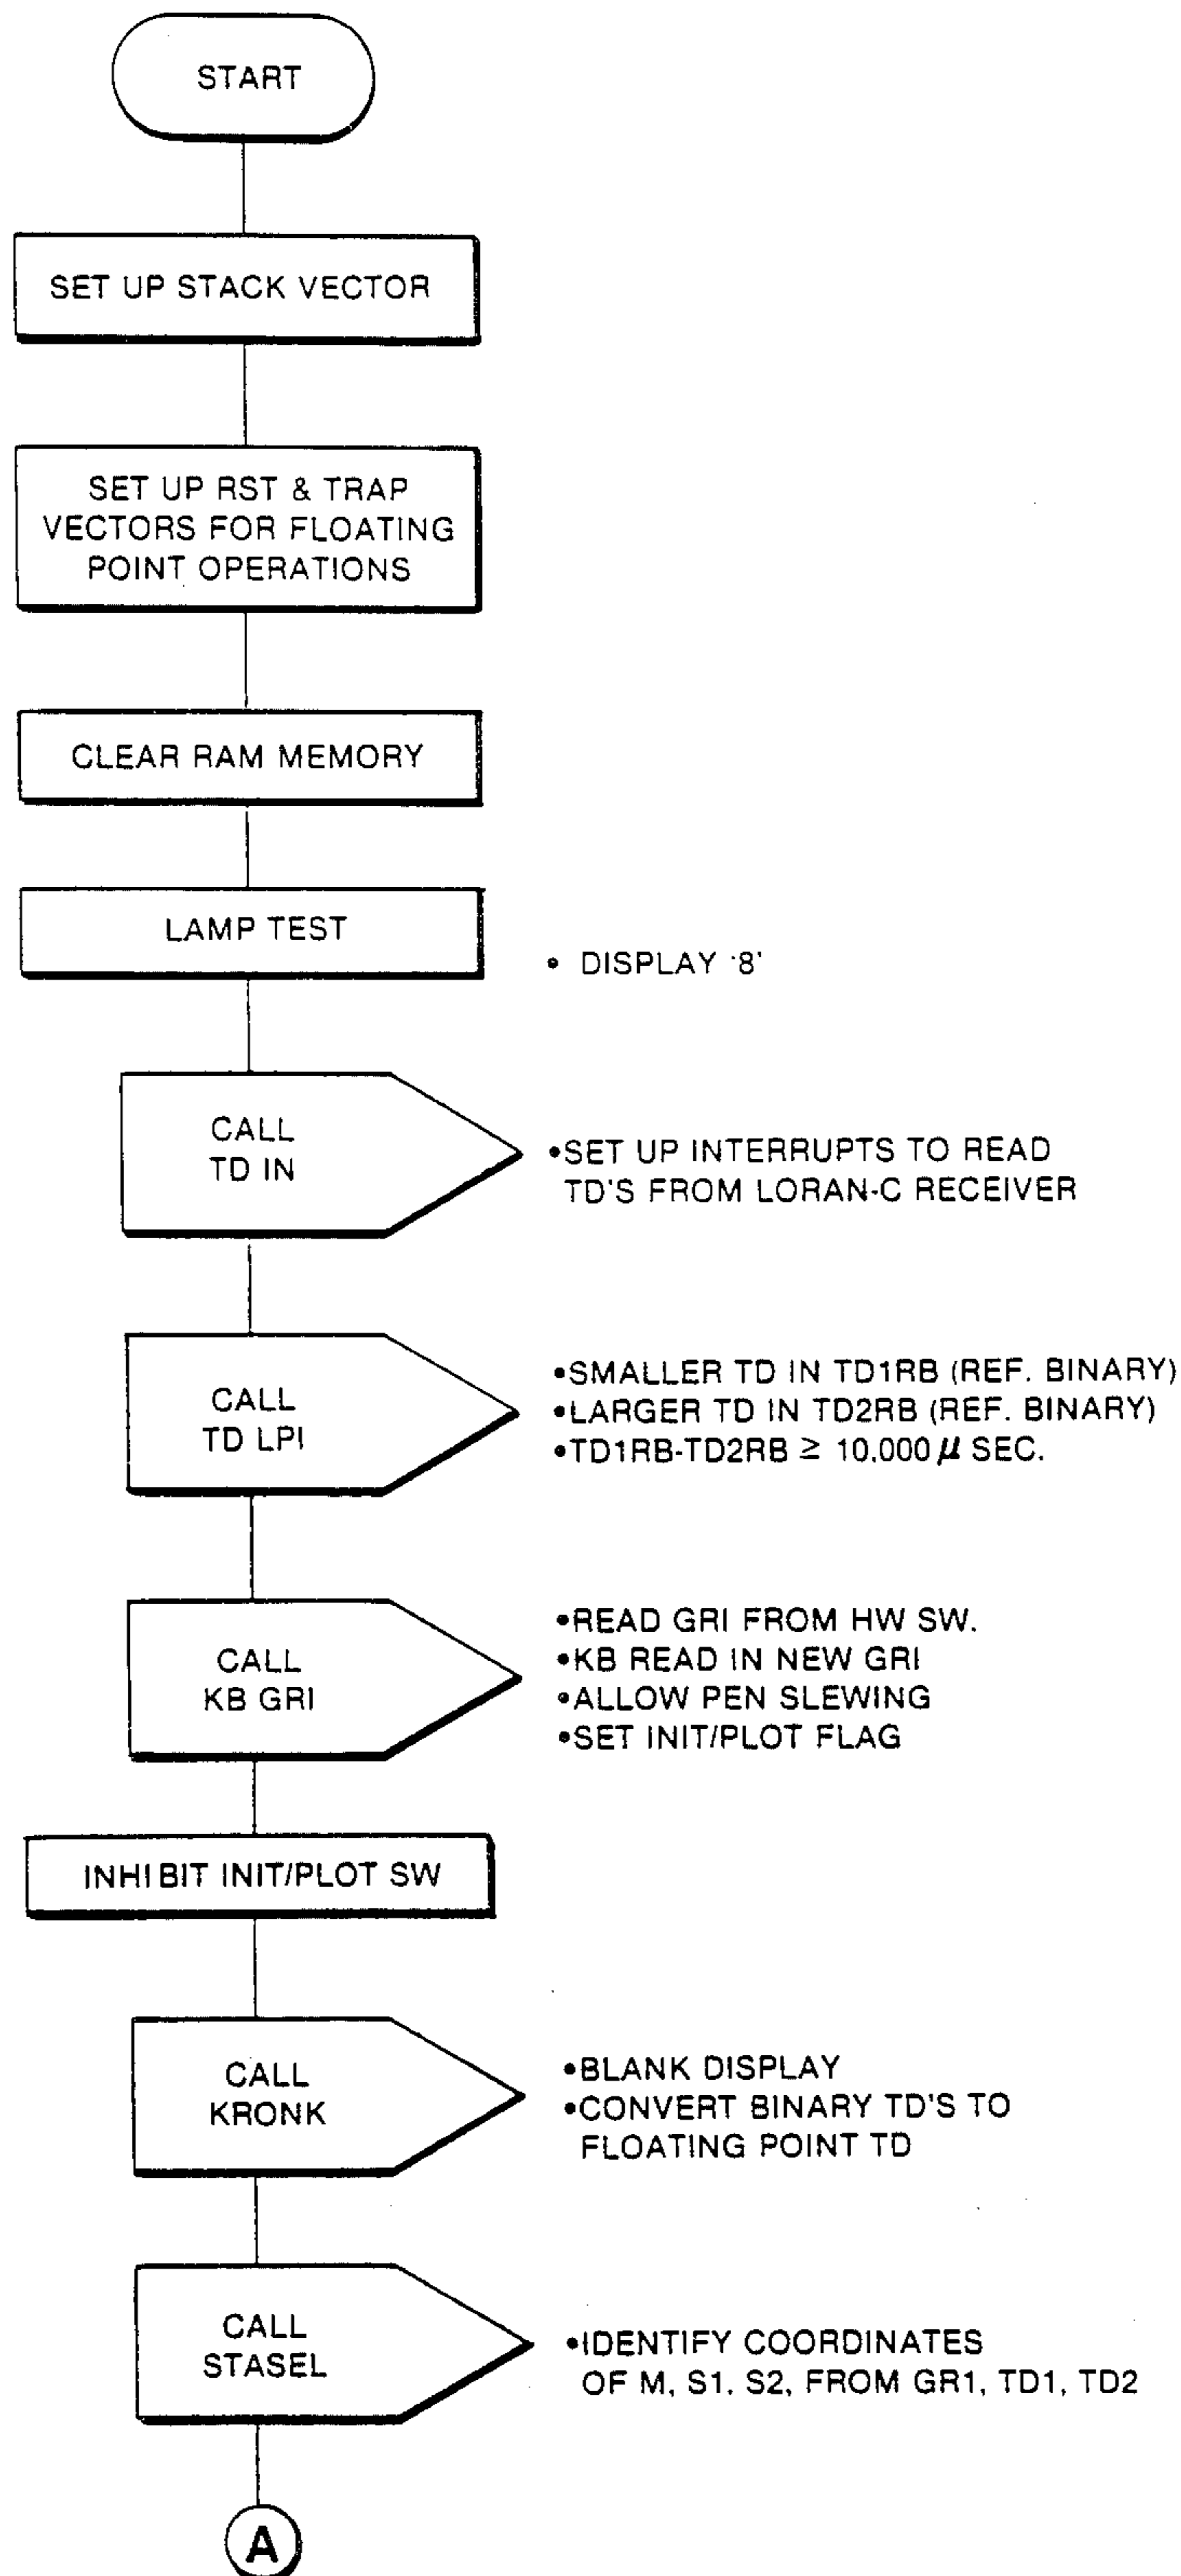 START
SET UP STACK VECTOR
SET UP RST & TRAP
VECTORS FOR FLOATING
POINT OPERATIONS
CLEAR RAM MEMORY
LAMP TEST
• DISPLAY '8'
CALL
TD IN
•SET UP INTERRUPTS TO READ
TD'S FROM LORAN-C RECEIVER
CALL
TD LPI
•SMALLER TD IN TD1RB (REF. BINARY)
•LARGER TD IN TD2RB (REF. BINARY)
•TD1RB-TD2RB ≥ 10,000 μ SEC.
CALL
KB GRI
•READ GRI FROM HW SW.
•KB READ IN NEW GRI
•ALLOW PEN SLEWING
•SET INIT/PLOT FLAG
INHIBIT INIT/PLOT SW
CALL
KRONK
•BLANK DISPLAY
•CONVERT BINARY TD'S TO
FLOATING POINT TD
CALL
STASEL
•IDENTIFY COORDINATES
OF M, S1, S2, FROM GR1, TD1, TD2
A